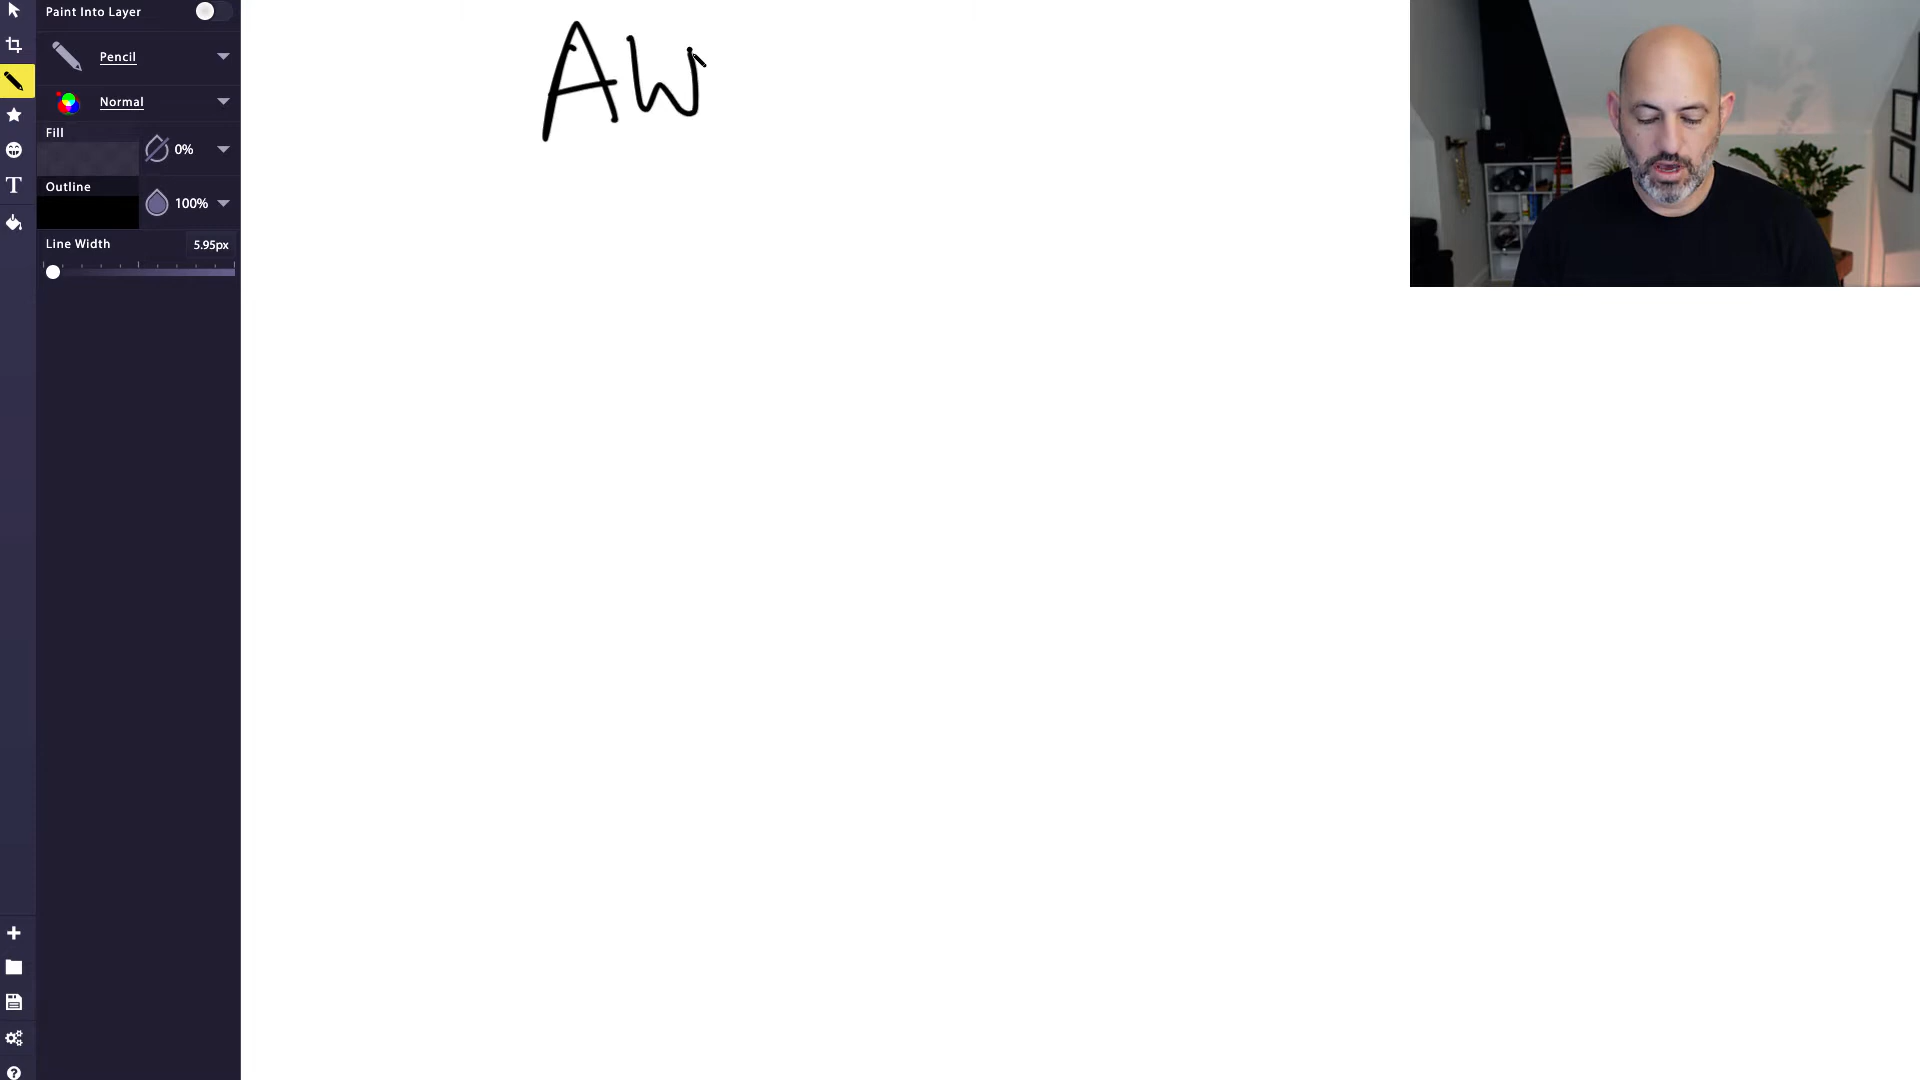 Paint Into Layer
Pencil
Normal
Fill
0%
Outline
100%
Line Width
5.95px
T
AW